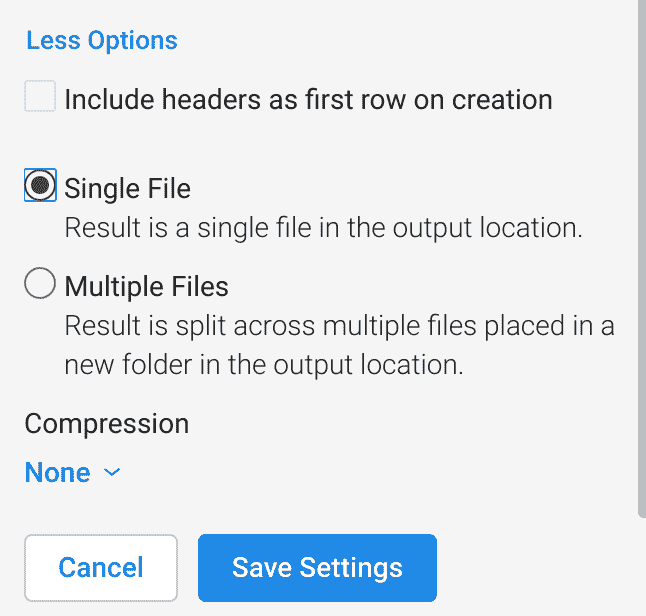 Less Options
Include headers as first row on creation
Single File
Result is a single file in the output location.
Multiple Files
Result is split across multiple files placed in a
new folder in the output location.
Compression
None
Cancel
Save Settings